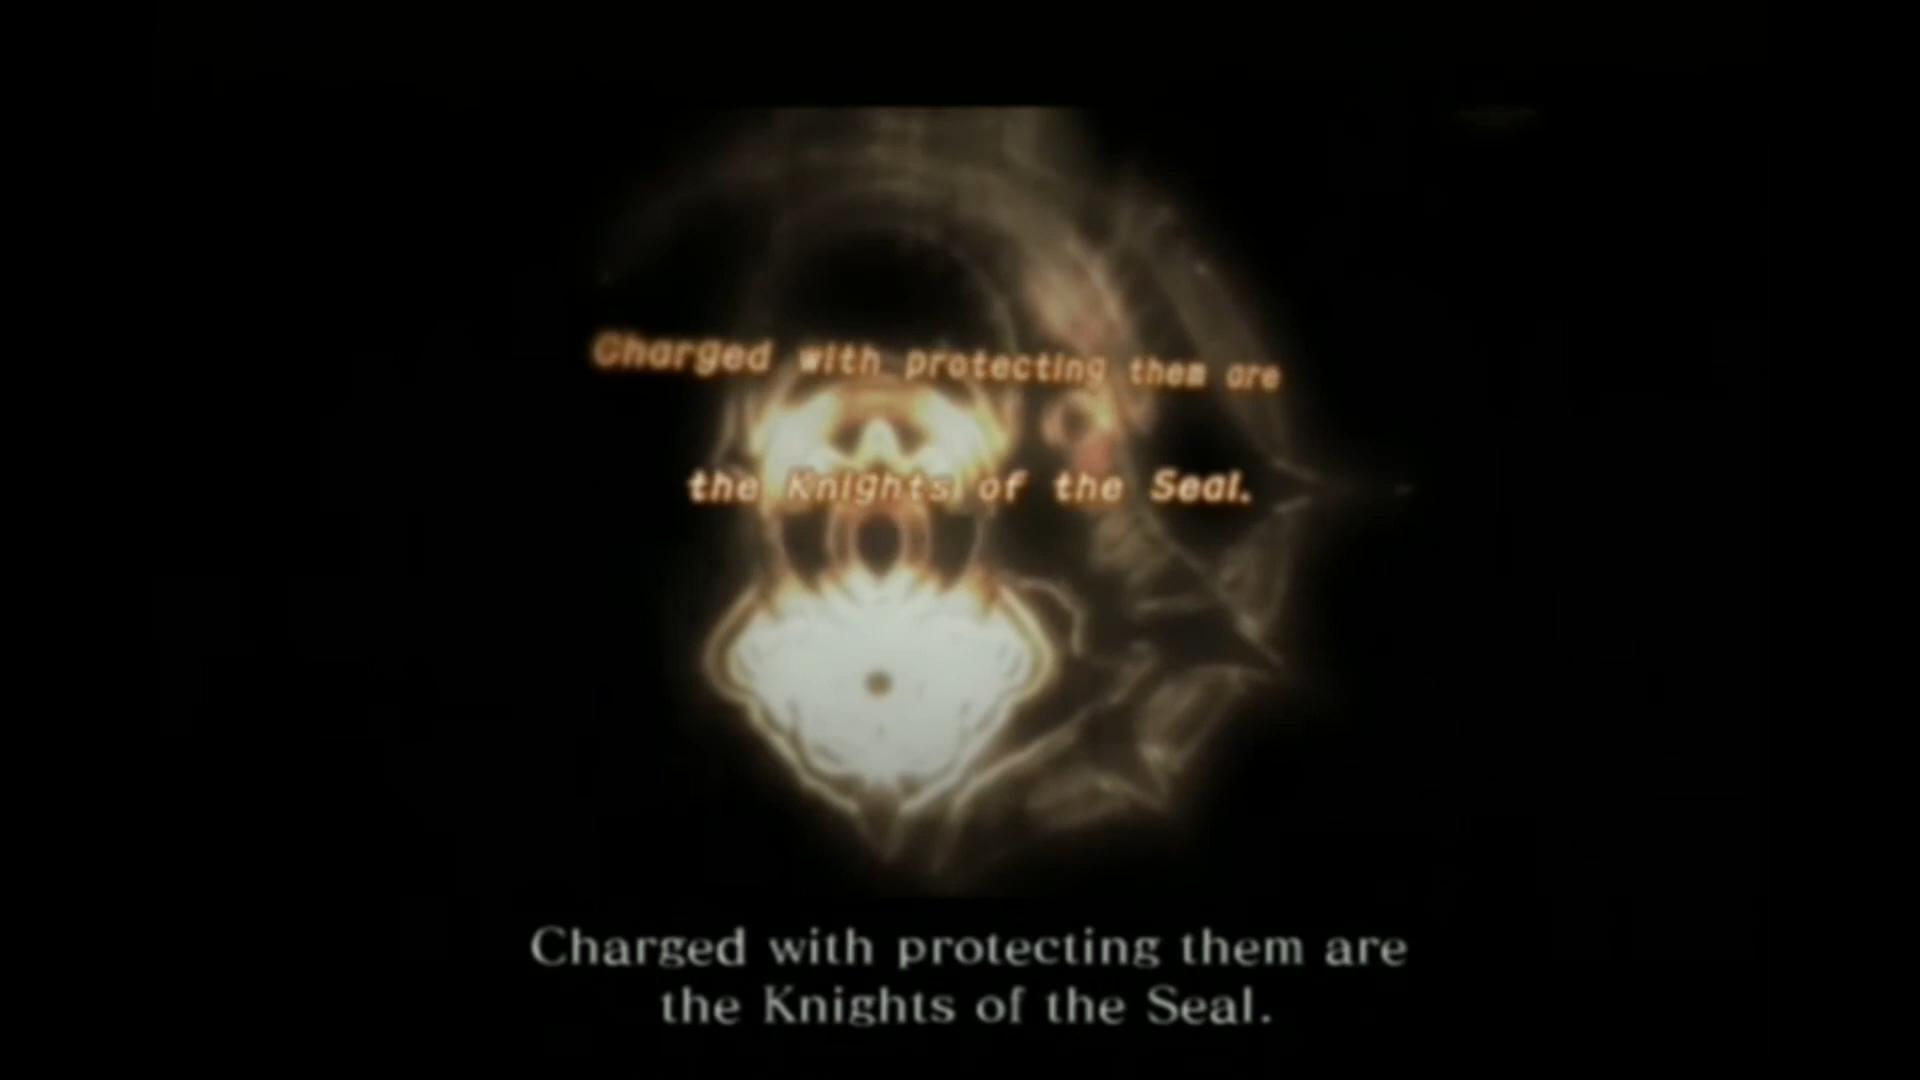 Charged with protecting them are
the Knights of the Seal.
Charged with protecting them are
the Knights of the Seal.